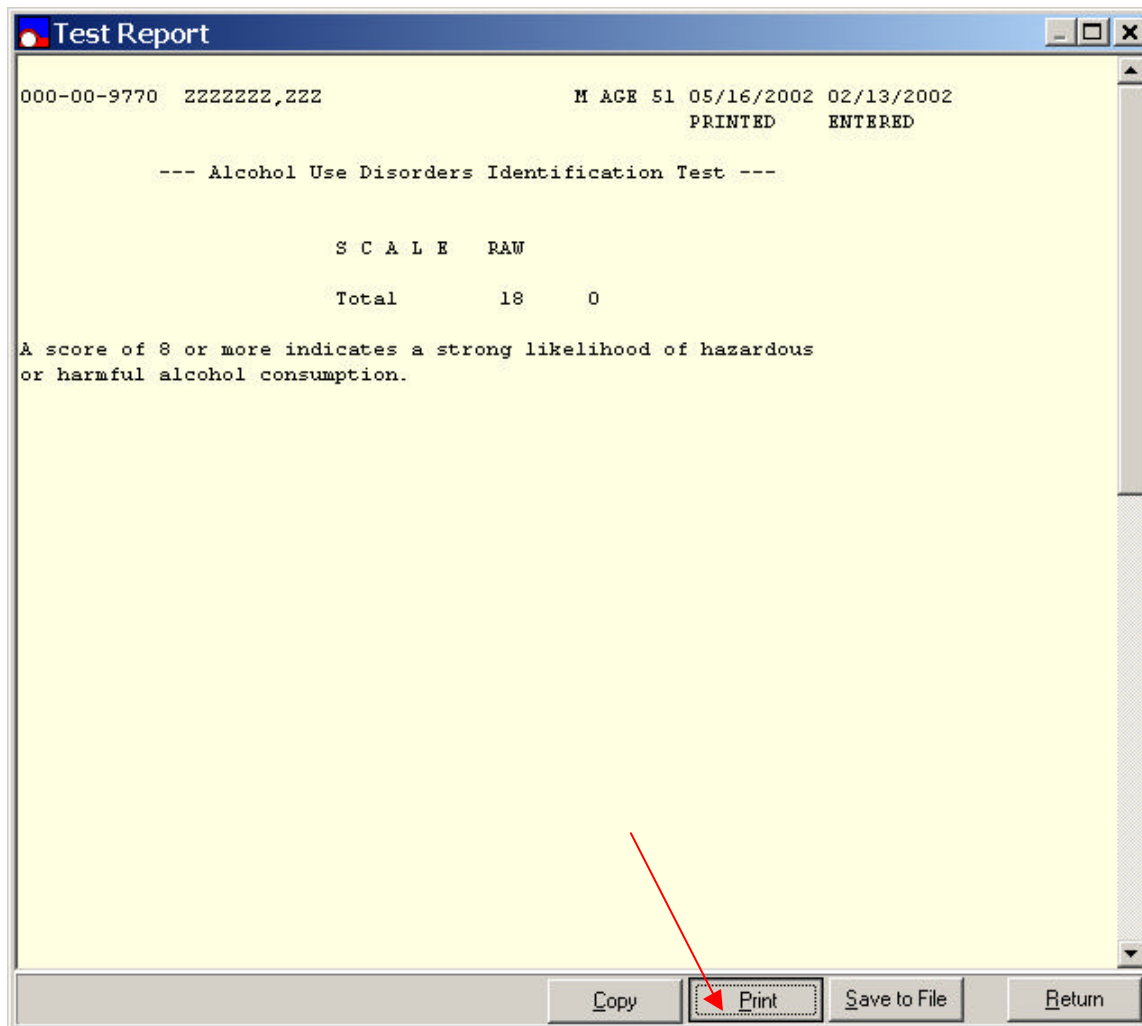 Test Report
000-00-9770 ZZZZZZZ,ZZZ M AGE 51 05/16/2002 02/13/2002
PRINTED ENTERED
--- Alcohol Use Disorders Identification Test ---
S C A L E RAW
Total 18 0
A score of 8 or more indicates a strong likelihood of hazardous
or harmful alcohol consumption.
Copy Print Save to File Return